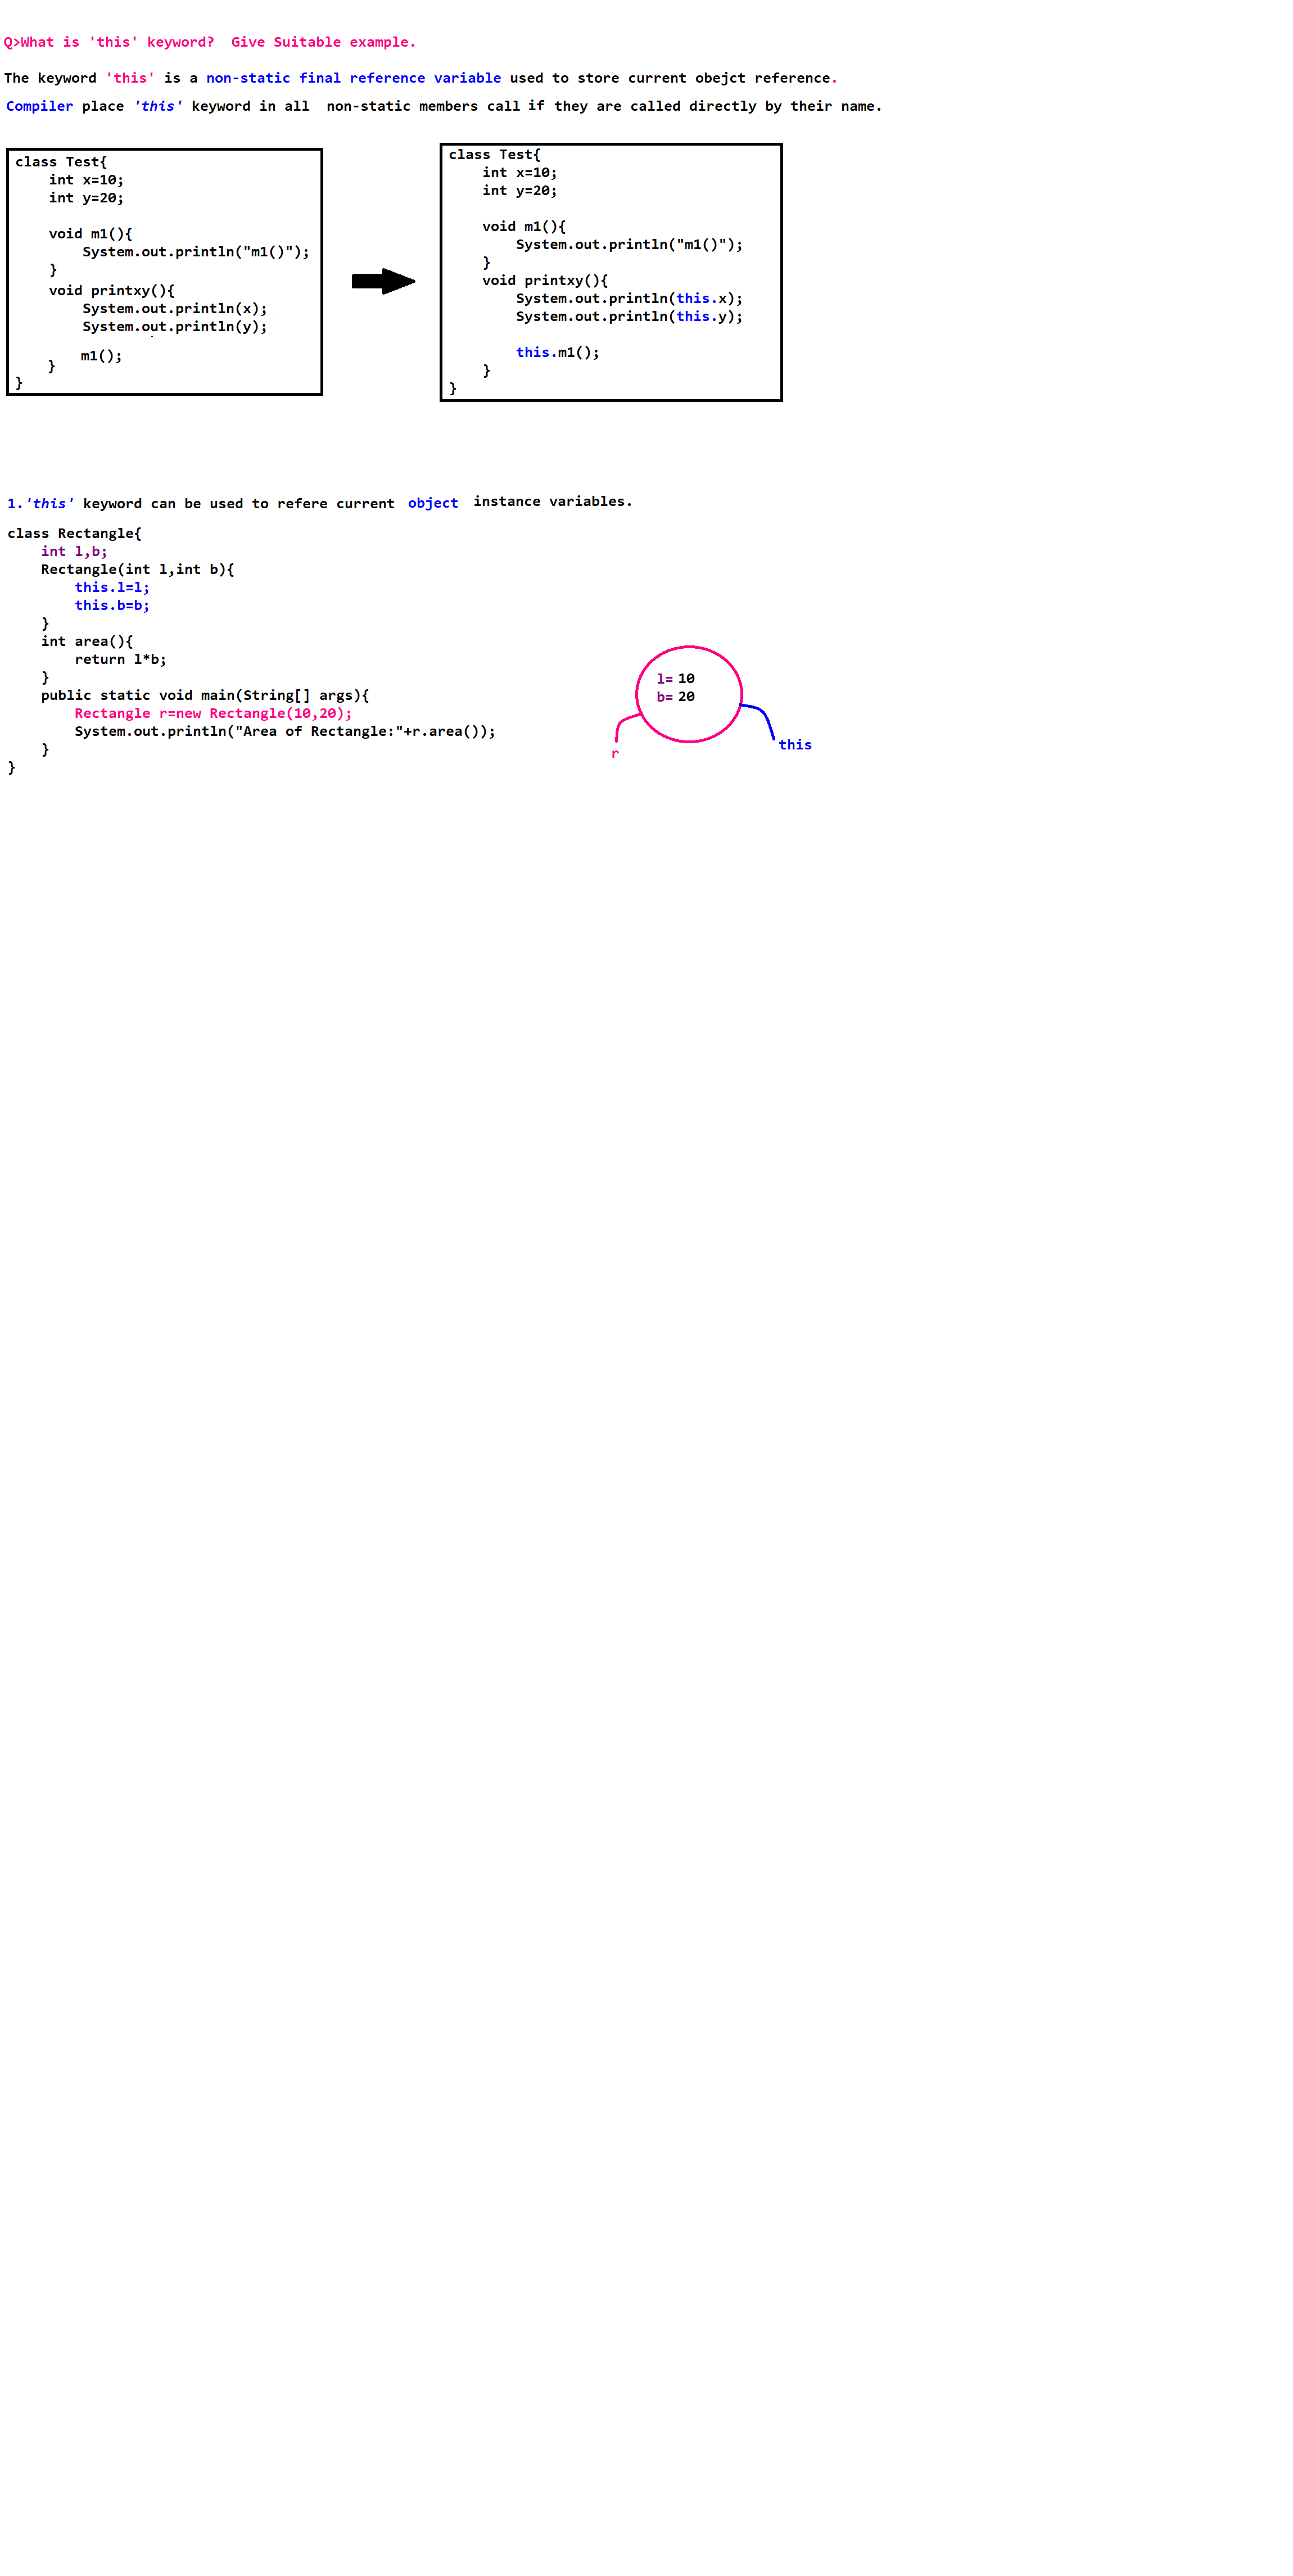 Q>What is 'this' keyword?  Give Suitable example.
The keyword 'this' is a non-static final reference variable used to store current obejct reference.
Compiler place 'this' keyword in all  non-static members call if they are called directly by their name.
class Test{
    int x=10;
    int y=20;
    void m1(){
        System.out.println("m1()");
    }
    void printxy(){
        System.out.println(x);
        System.out.println(y);
        m1();
    }
}
class Test{
    int x=10;
    int y=20;
    void m1(){
        System.out.println("m1()");
    }
    void printxy(){
        System.out.println(this.x);
        System.out.println(this.y);
        this.m1();
    }
}
1.'this' keyword can be used to refere current object instance variables.
class Rectangle{
    int l,b;
    Rectangle(int l,int b){
        this.l=l;
        this.b=b;
    }
    int area(){
        return l*b;
    }
    public static void main(String[] args){
        Rectangle r=new Rectangle(10,20);
        System.out.println("Area of Rectangle:"+r.area());
    }
}
l= 10
b= 20
r
this